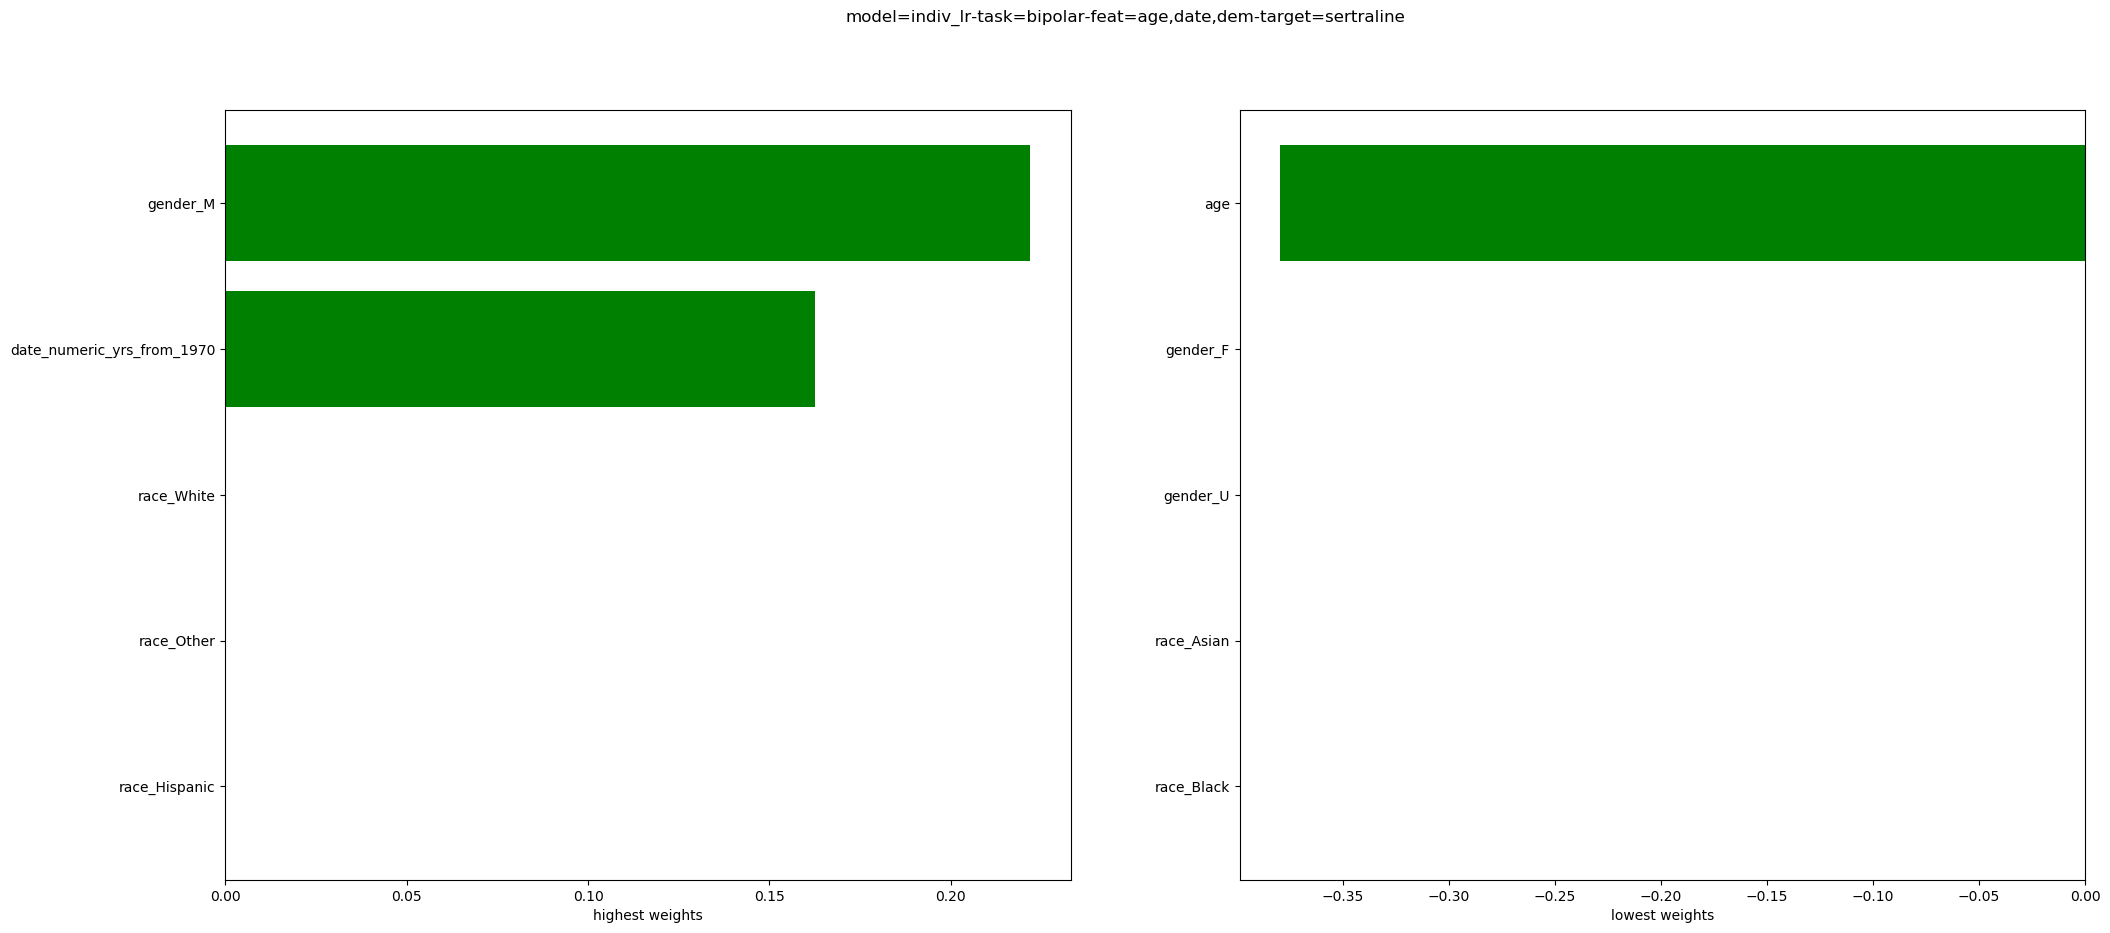 model=indiv_lr-task=bipolar-feat=age,date,dem-target=sertraline
gender_M
date_numeric_yrs_from_1970
race_White
race_Other
race_Hispanic
0.00 0.05 0.10 0.15 0.20
highest weights
age
gender_F
gender_U
race_Asian
race_Black
−0.35 −0.30 −0.25 −0.20 −0.15 −0.10 −0.05 0.00
lowest weights